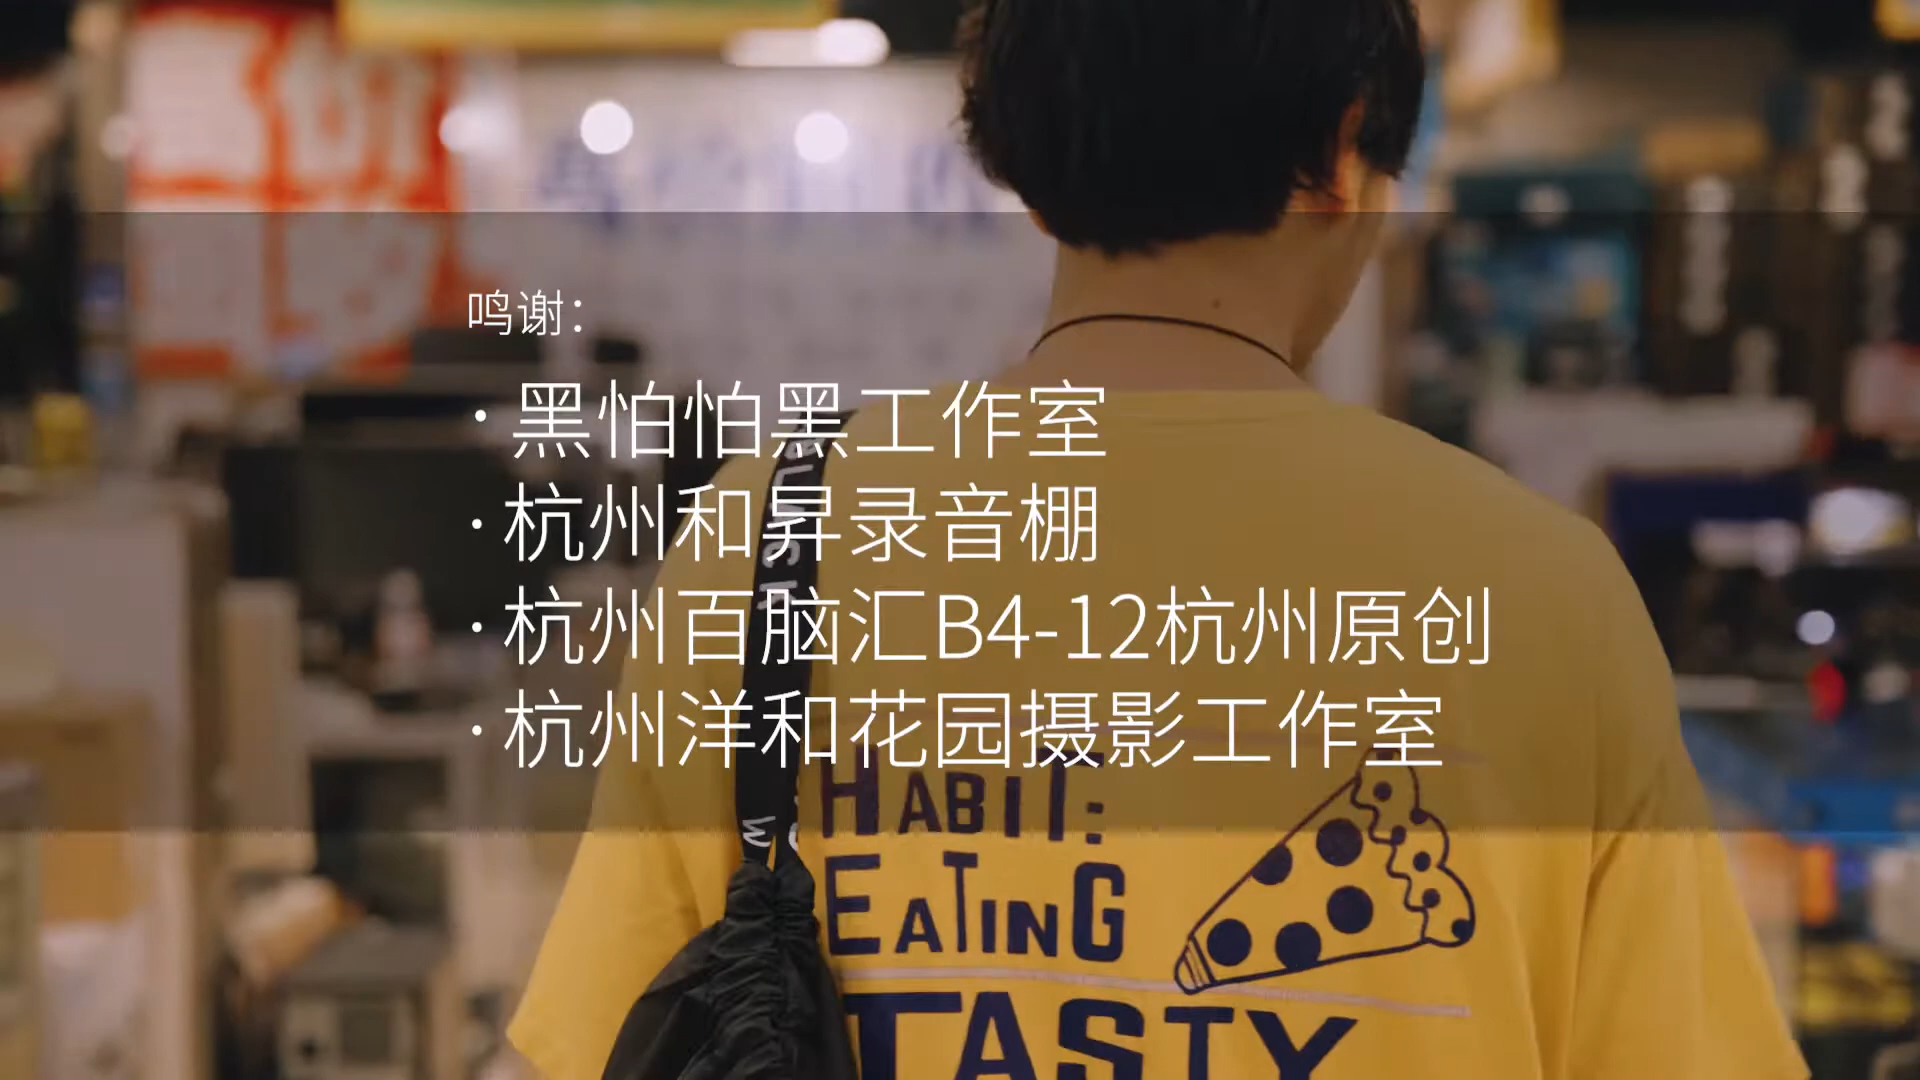 鸣谢：
· 黑怕怕黑工作室
· 杭州和昇录音棚
· 杭州百脑汇B4-12杭州原创
· 杭州洋和花园摄影工作室
HABIT:
EATING
TASTY